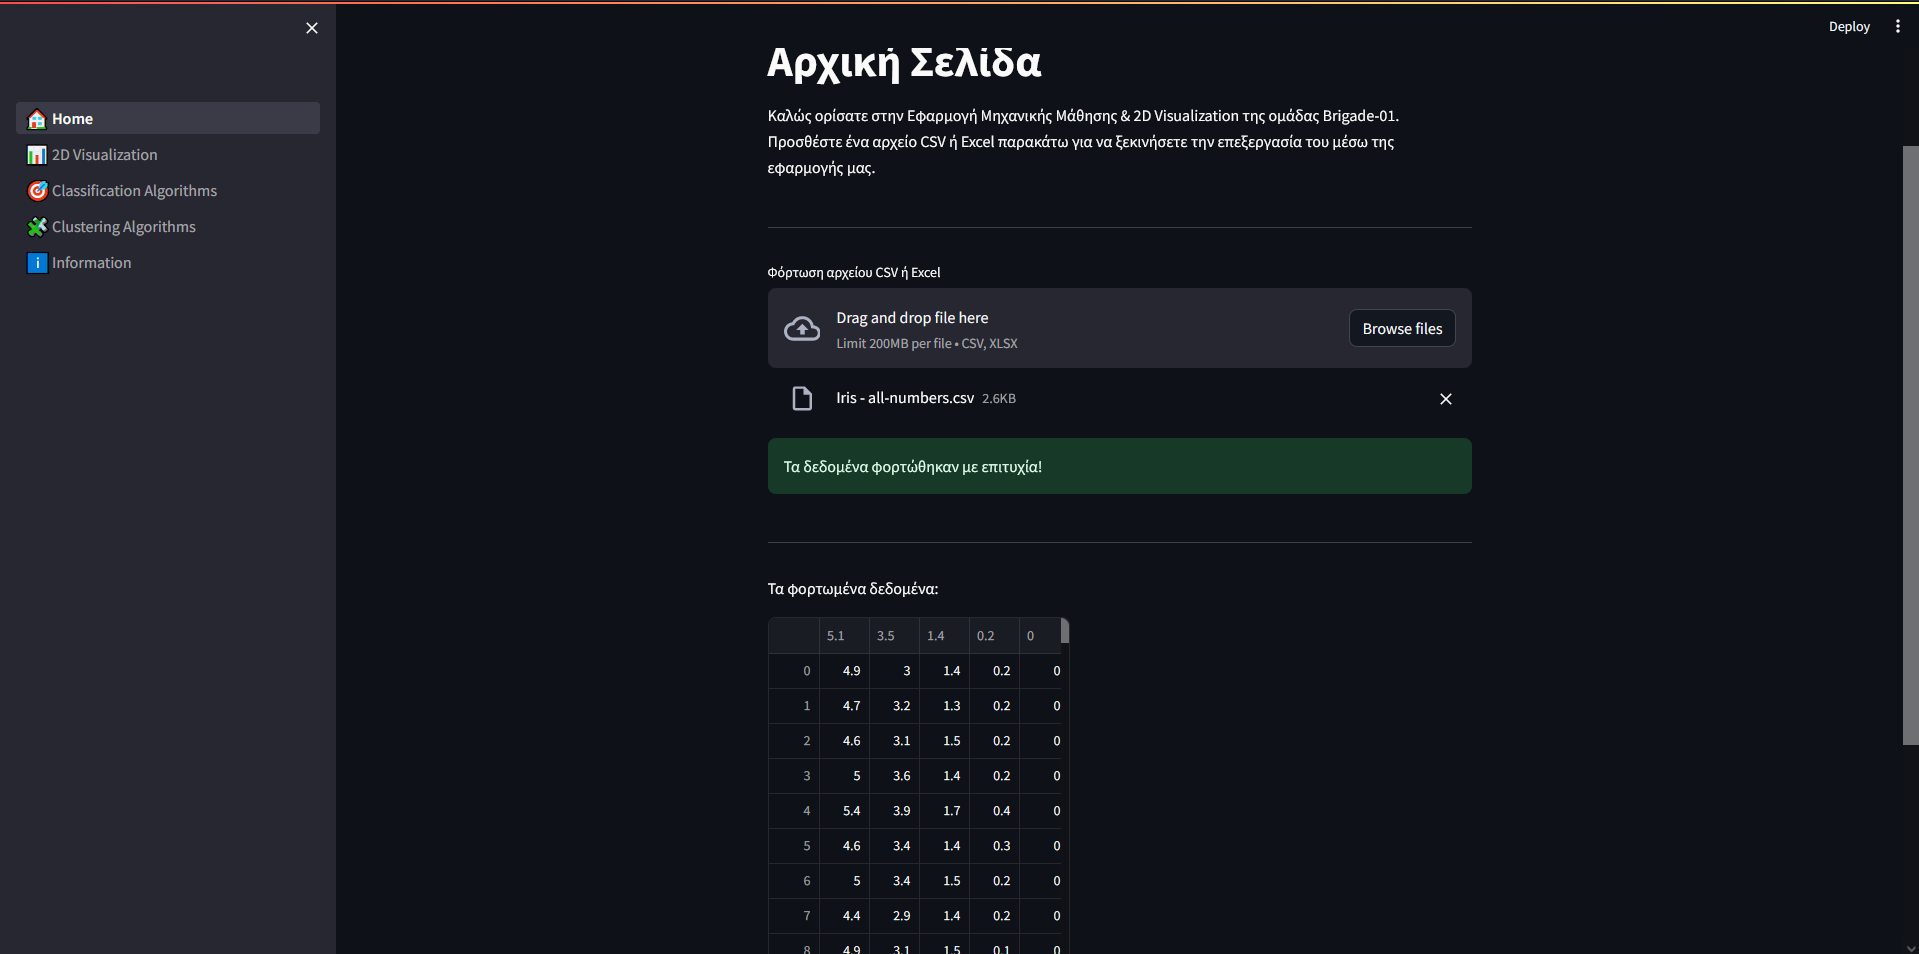 Deploy
Home
2D Visualization
Classification Algorithms
Clustering Algorithms
Information
Αρχική Σελίδα
Καλώς ορίσατε στην Εφαρμογή Μηχανικής Μάθησης & 2D Visualization της ομάδας Brigade-01.
Προσθέστε ένα αρχείο CSV ή Excel παρακάτω για να ξεκινήσετε την επεξεργασία του μέσω της
εφαρμογής μας.
Φόρτωση αρχείου CSV ή Excel
Drag and drop file here
Limit 200MB per file • CSV, XLSX
Browse files
Iris - all-numbers.csv 2.6KB
Τα δεδομένα φορτώθηκαν με επιτυχία!
Τα φορτωμένα δεδομένα:
5.1 3.5 1.4 0.2 0
0 4.9 3 1.4 0.2 0
1 4.7 3.2 1.3 0.2 0
2 4.6 3.1 1.5 0.2 0
3 5 3.6 1.4 0.2 0
4 5.4 3.9 1.7 0.4 0
5 4.6 3.4 1.4 0.3 0
6 5 3.4 1.5 0.2 0
7 4.4 2.9 1.4 0.2 0
8 4.9 3.1 1.5 0.1 0